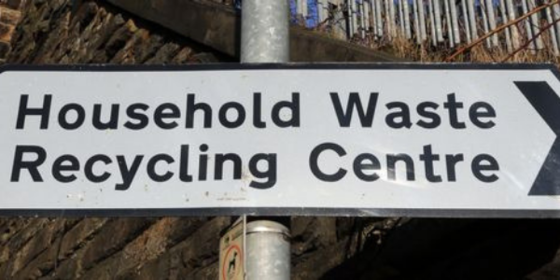 Household Waste
Recycling Centre